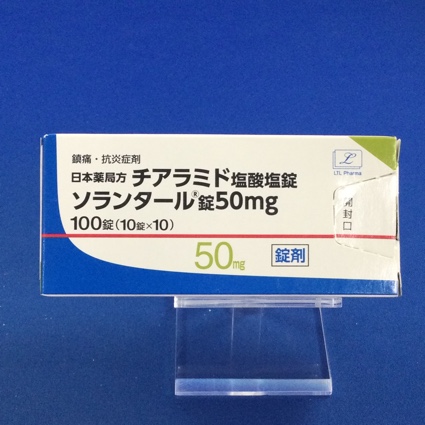 鎮痛・抗炎症剤
日本薬局方 チアラミド塩酸塩錠
ソランタール®錠50mg
100錠(10錠×10)
50mg
錠剤
L
LTL Pharma
開封口